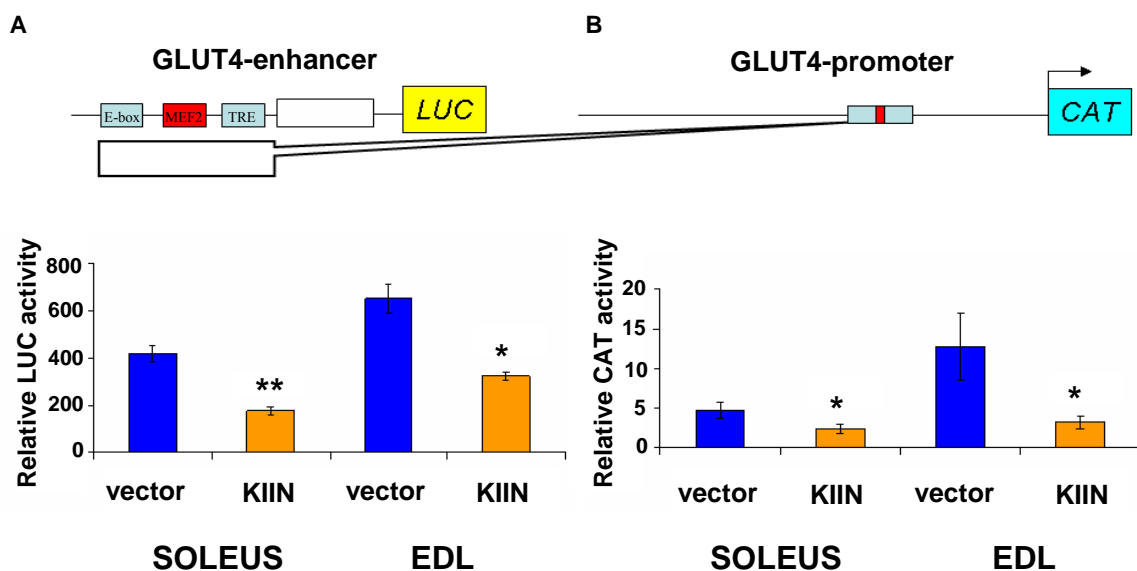 A
GLUT4-enhancer
E-box MEF2 TRE LUC
Relative LUC activity
800
600
400
200
0
** *
vector KIIN vector KIIN
SOLEUS EDL
B
GLUT4-promoter
CAT
Relative CAT activity
20
15
10
5
0
* *
vector KIIN vector KIIN
SOLEUS EDL